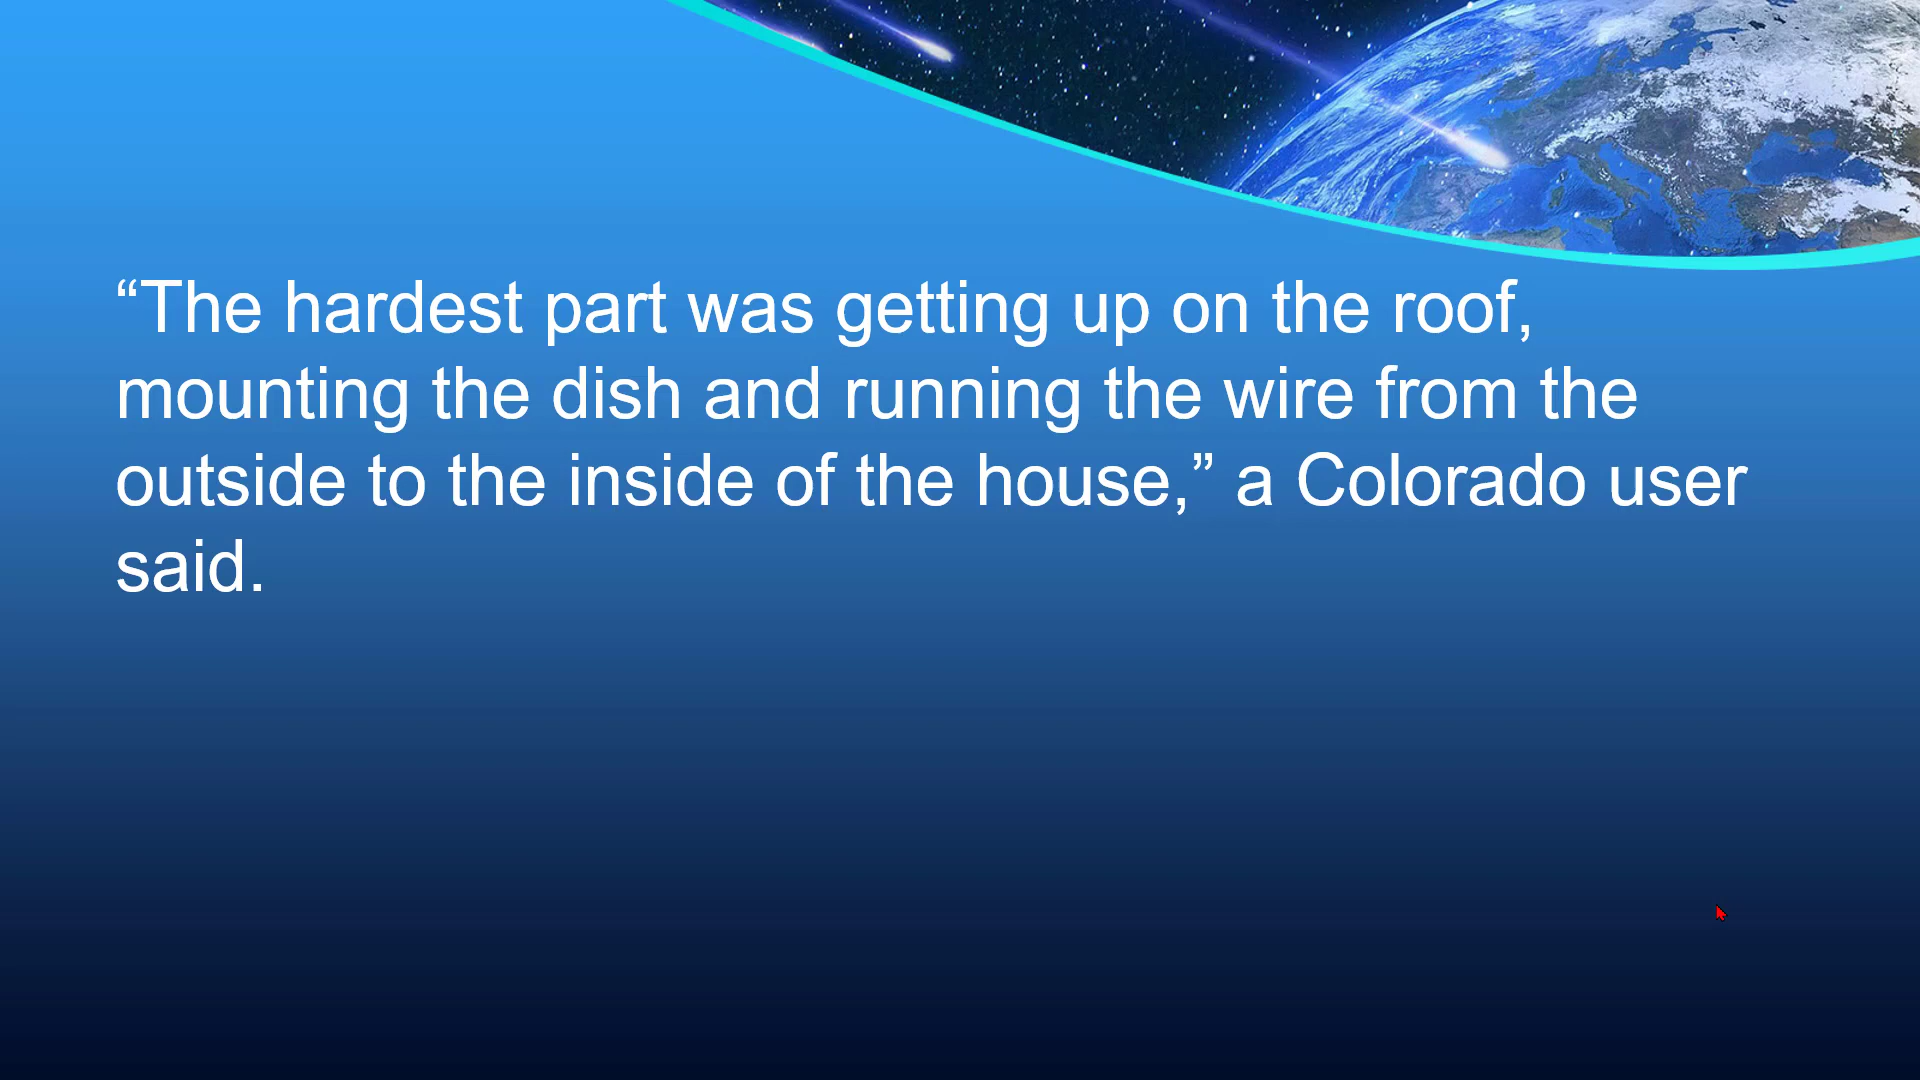 “The hardest part was getting up on the roof,
mounting the dish and running the wire from the
outside to the inside of the house,” a Colorado user
said.